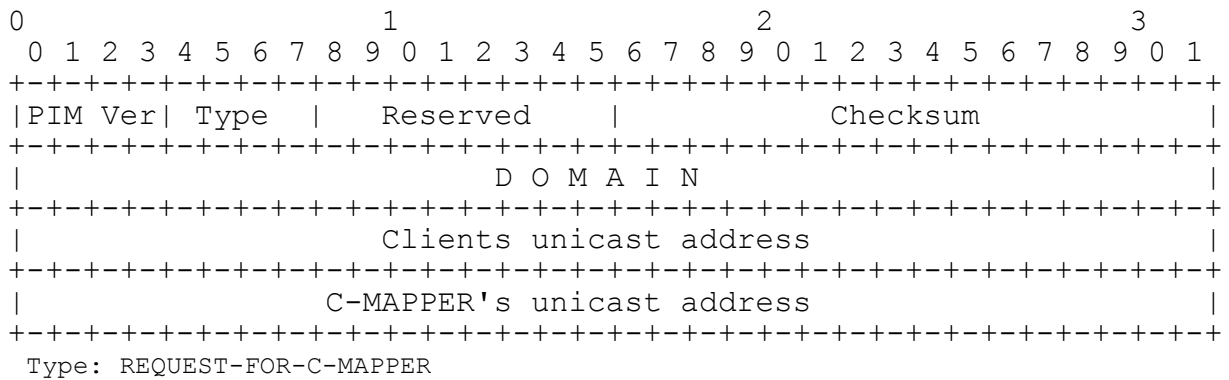 0                   1                   2                   3
 0 1 2 3 4 5 6 7 8 9 0 1 2 3 4 5 6 7 8 9 0 1 2 3 4 5 6 7 8 9 0 1
+-+-+-+-+-+-+-+-+-+-+-+-+-+-+-+-+-+-+-+-+-+-+-+-+-+-+-+-+-+-+-+-+
|PIM Ver| Type  |   Reserved    |           Checksum            |
+-+-+-+-+-+-+-+-+-+-+-+-+-+-+-+-+-+-+-+-+-+-+-+-+-+-+-+-+-+-+-+-+
|                         D O M A I N                           |
+-+-+-+-+-+-+-+-+-+-+-+-+-+-+-+-+-+-+-+-+-+-+-+-+-+-+-+-+-+-+-+-+
|                   Clients unicast address                     |
+-+-+-+-+-+-+-+-+-+-+-+-+-+-+-+-+-+-+-+-+-+-+-+-+-+-+-+-+-+-+-+-+
|                C-MAPPER's unicast address                     |
+-+-+-+-+-+-+-+-+-+-+-+-+-+-+-+-+-+-+-+-+-+-+-+-+-+-+-+-+-+-+-+-+
Type: REQUEST-FOR-C-MAPPER